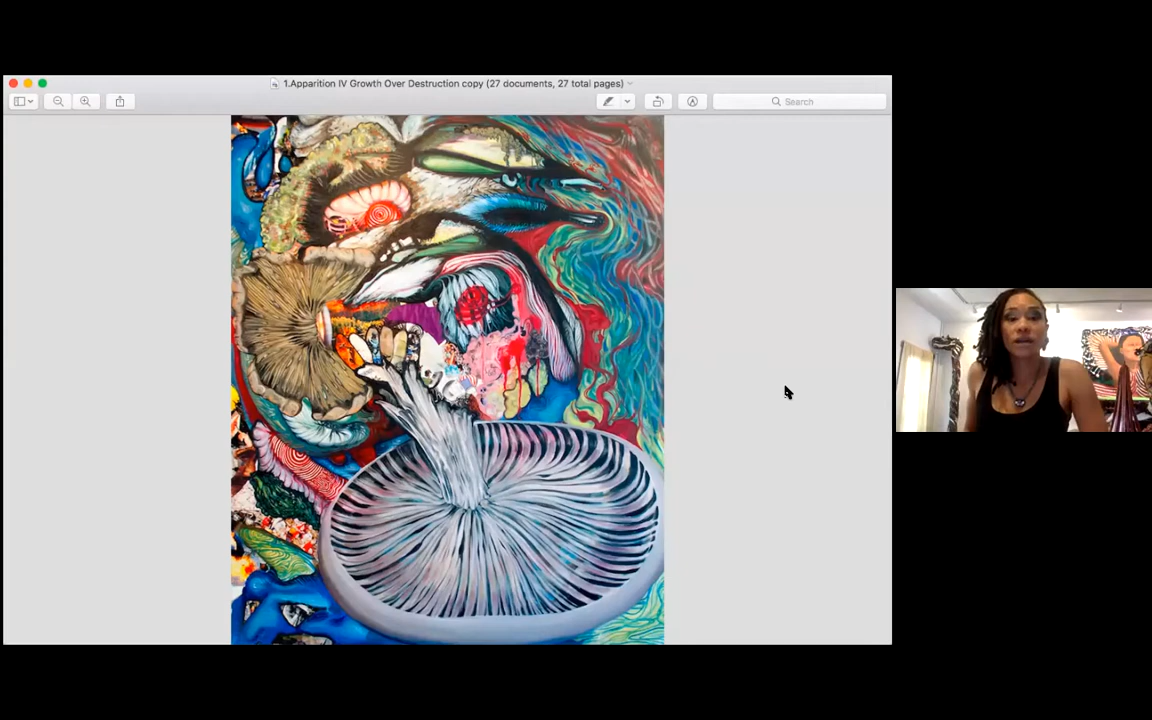 1.Apparition IV Growth Over Destruction copy (27 documents, 27 total pages)
Search